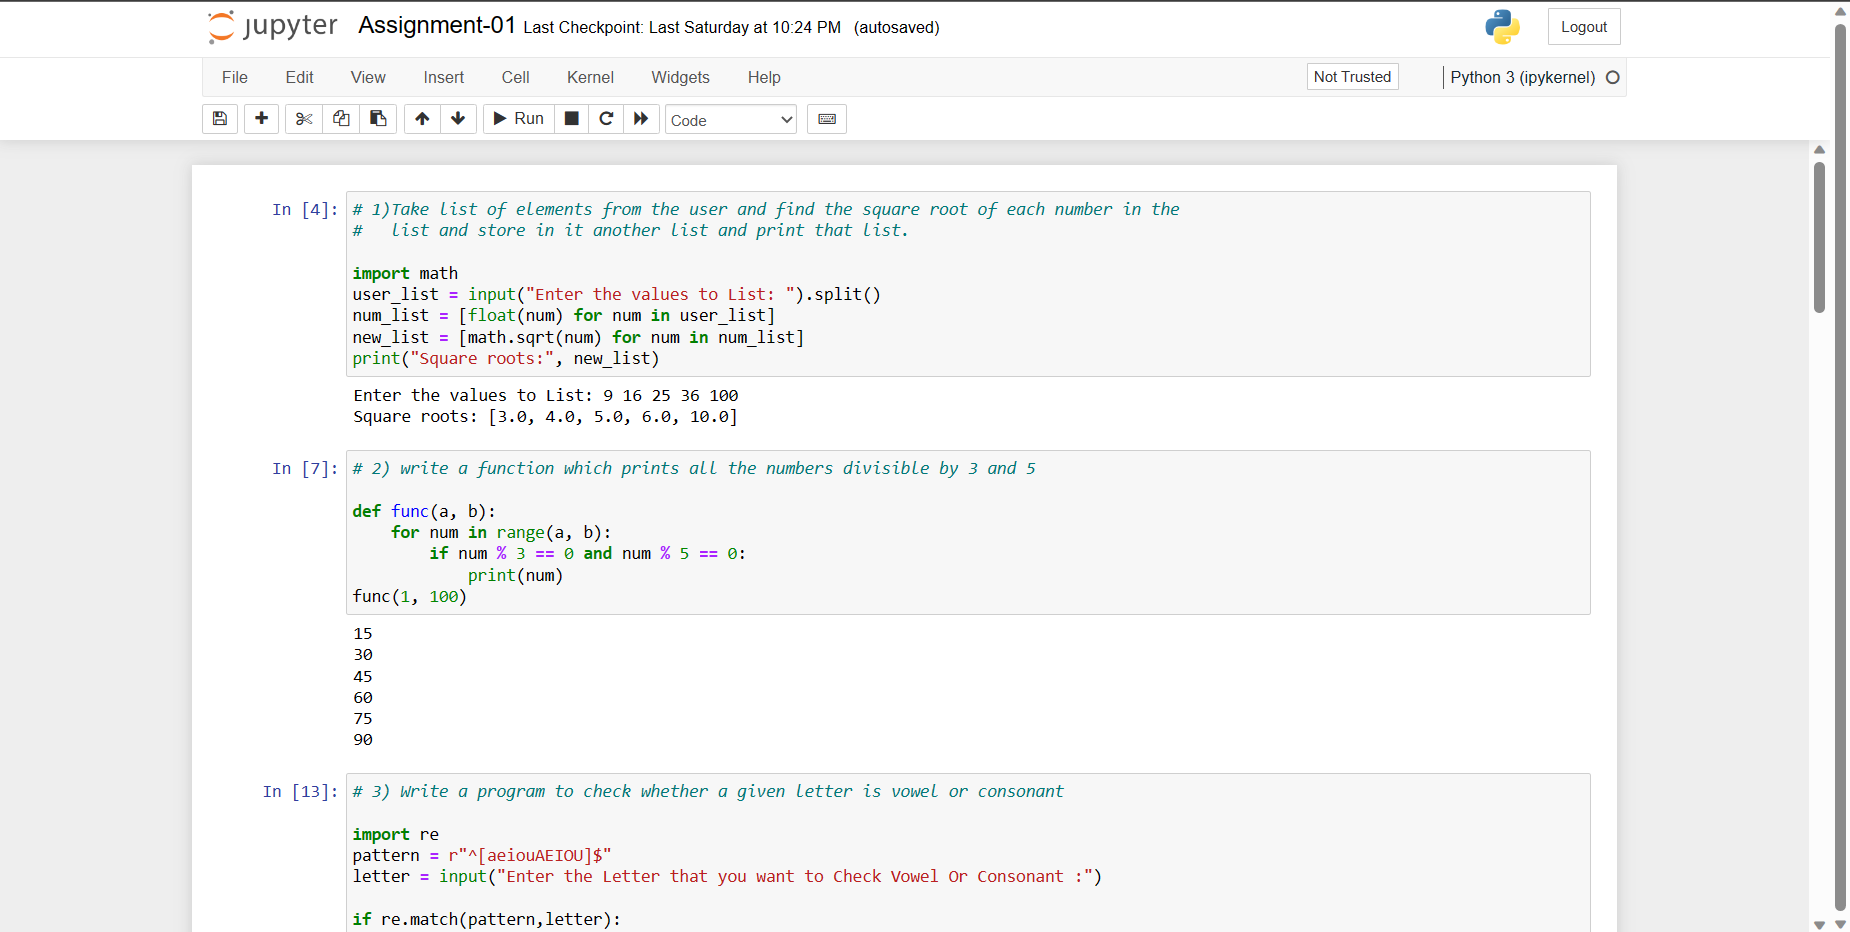 jupyter Assignment-01 Last Checkpoint: Last Saturday at 10:24 PM (autosaved) Logout
File Edit View Insert Cell Kernel Widgets Help Not Trusted Python 3 (ipykernel)
Run Code
In [4]: # 1)Take list of elements from the user and find the square root of each number in the
#   list and store in it another list and print that list.
import math
user_list = input("Enter the values to List: ").split()
num_list = [float(num) for num in user_list]
new_list = [math.sqrt(num) for num in num_list]
print("Square roots:", new_list)
Enter the values to List: 9 16 25 36 100
Square roots: [3.0, 4.0, 5.0, 6.0, 10.0]
In [7]: # 2) write a function which prints all the numbers divisible by 3 and 5
def func(a, b):
    for num in range(a, b):
        if num % 3 == 0 and num % 5 == 0:
            print(num)
func(1, 100)
15
30
45
60
75
90
In [13]: # 3) Write a program to check whether a given letter is vowel or consonant
import re
pattern = r"^[aeiouAEIOU]$"
letter = input("Enter the Letter that you want to Check Vowel Or Consonant :")
if re.match(pattern,letter):